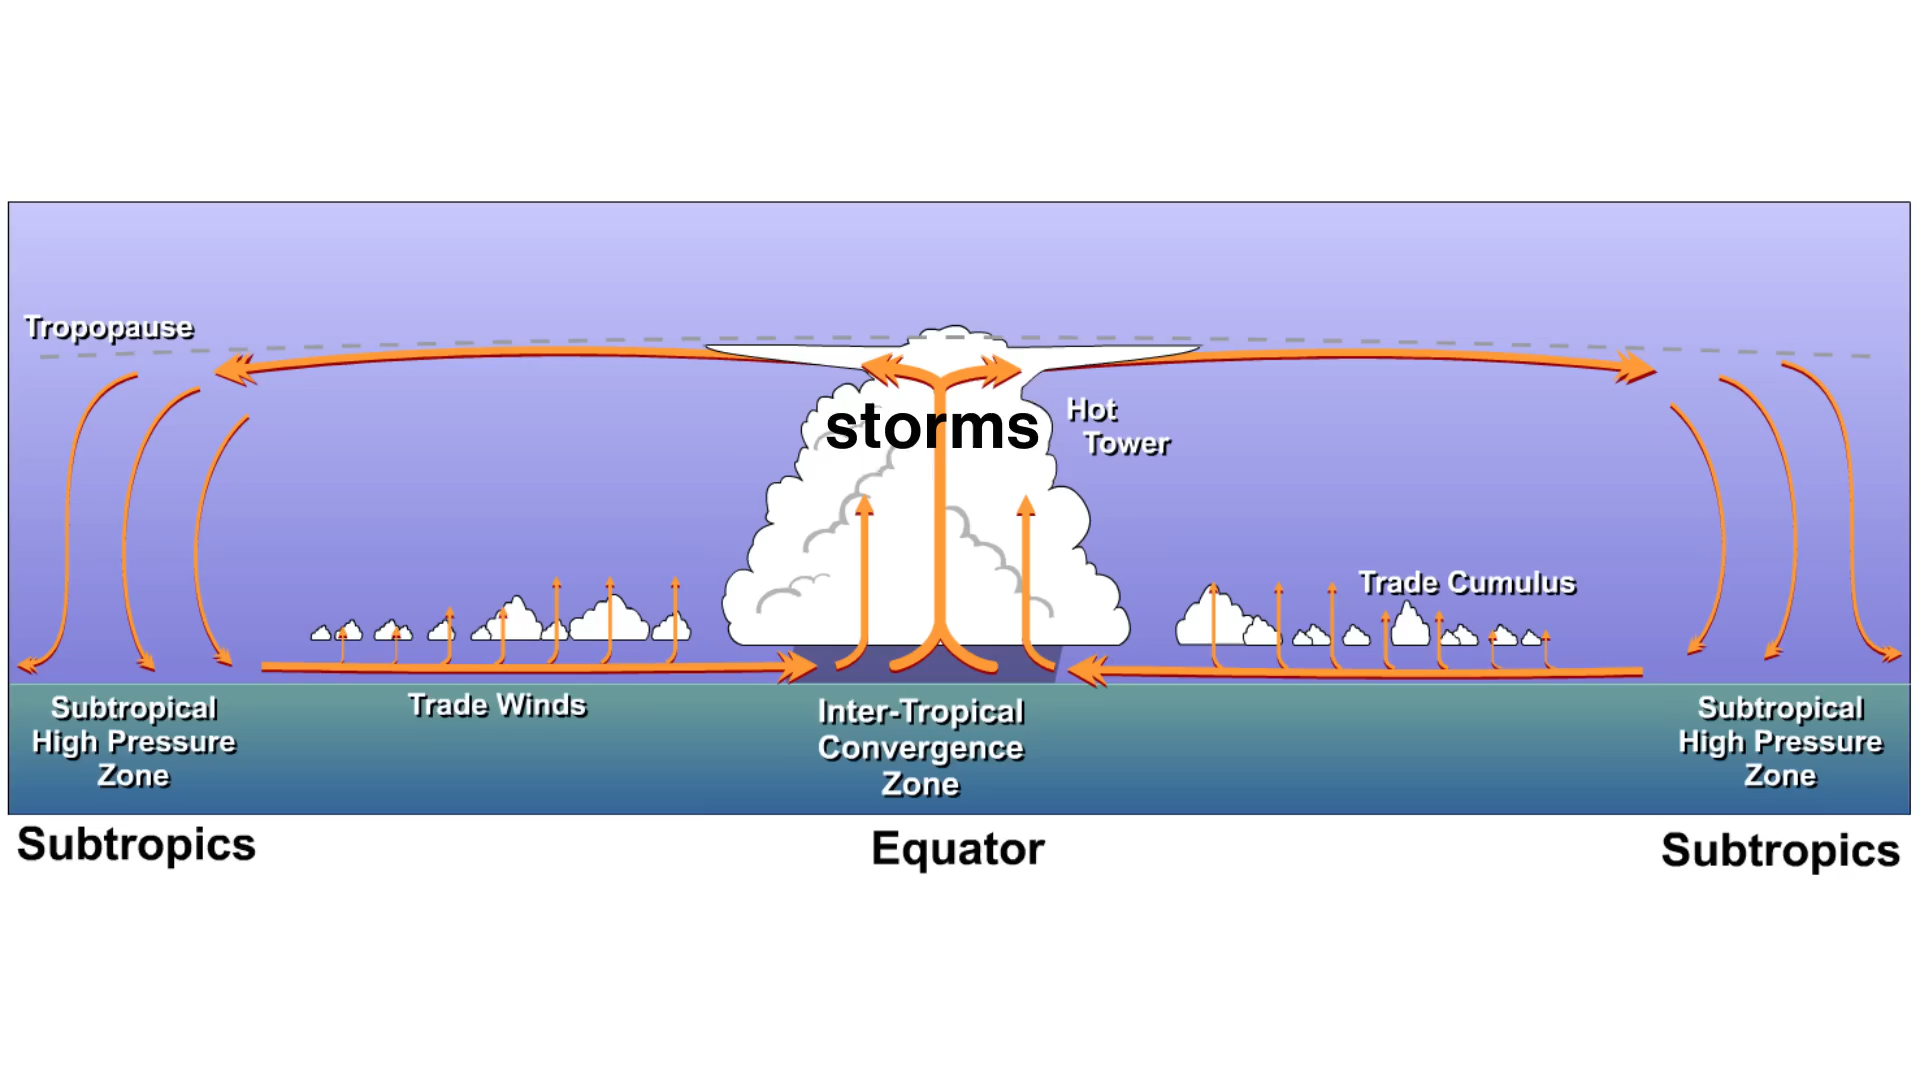 Tropopause
storms
Hot
Tower
Trade Cumulus
Subtropical
High Pressure
Zone
Trade Winds
Inter-Tropical
Convergence
Zone
Subtropical
High Pressure
Zone
Subtropics
Equator
Subtropics